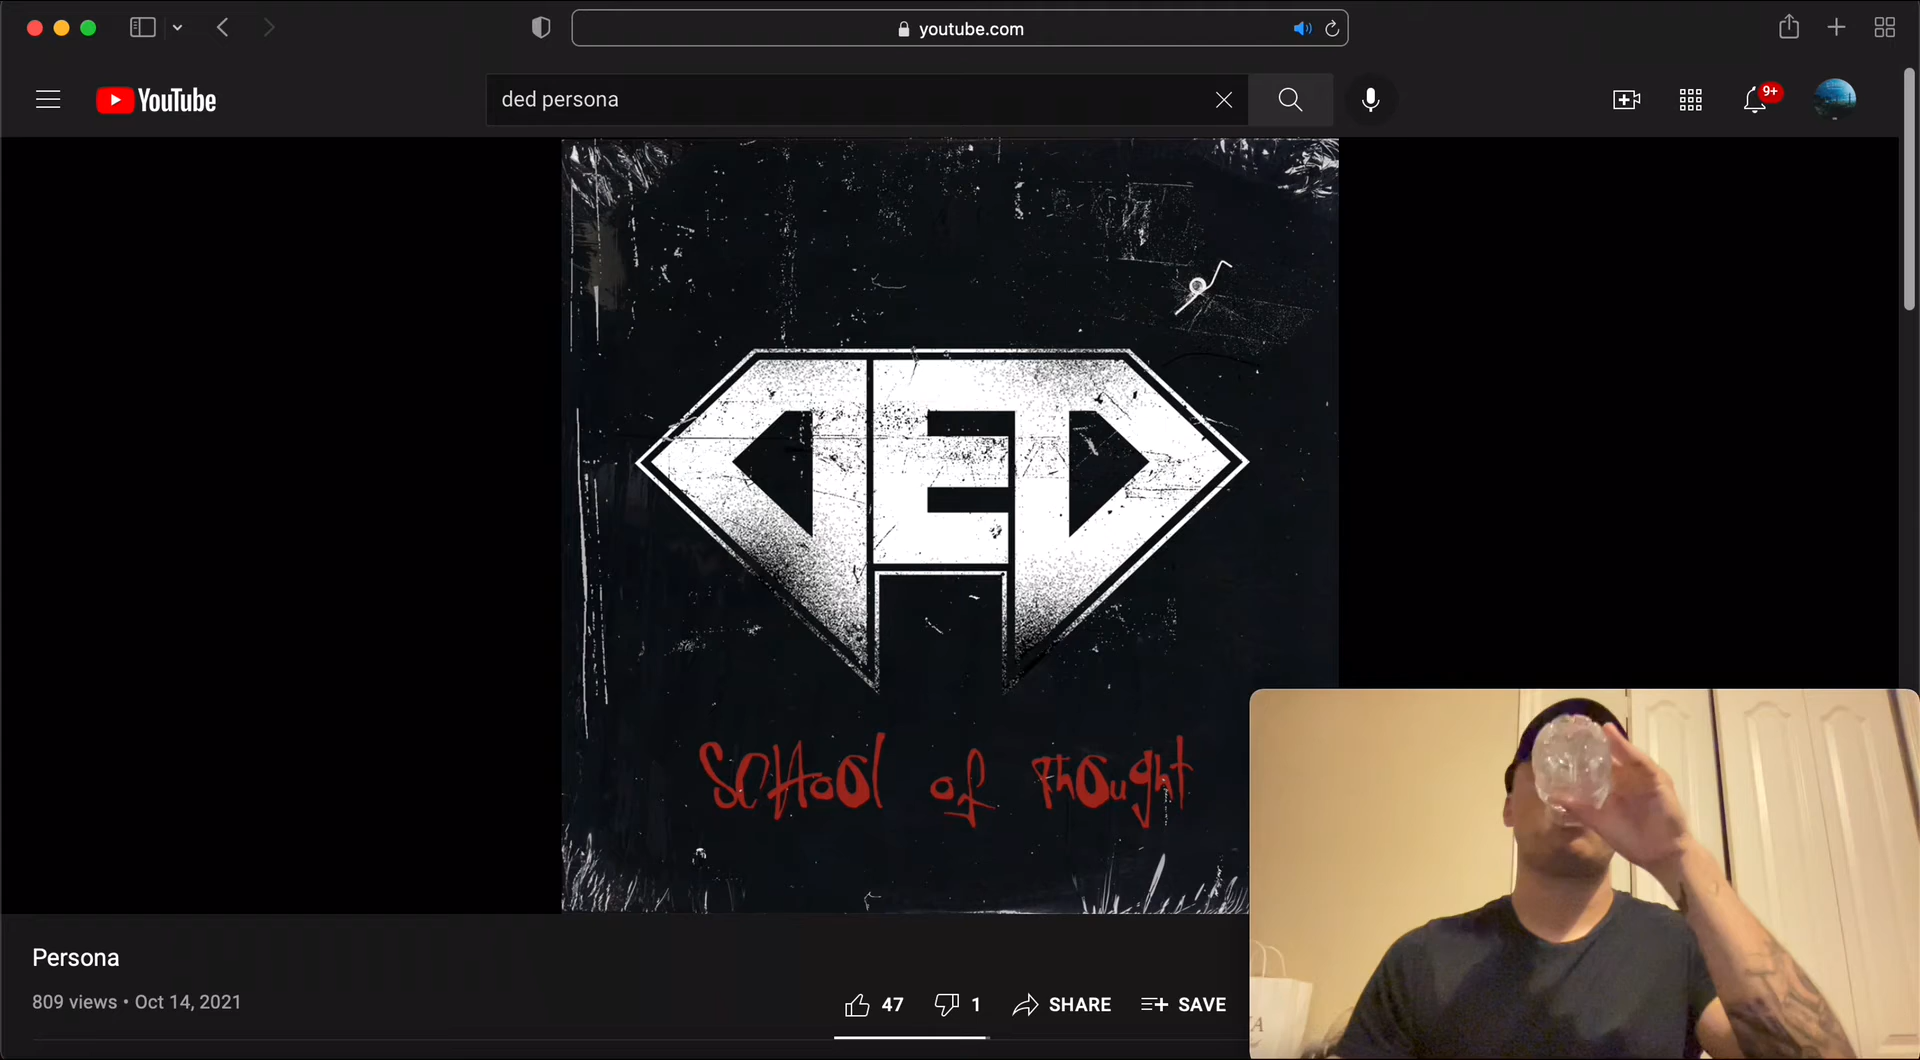 youtube.com
YouTube
ded persona
9+
DED
SCHOOL of THOught
Persona
809 views • Oct 14, 2021
47
1
SHARE
SAVE